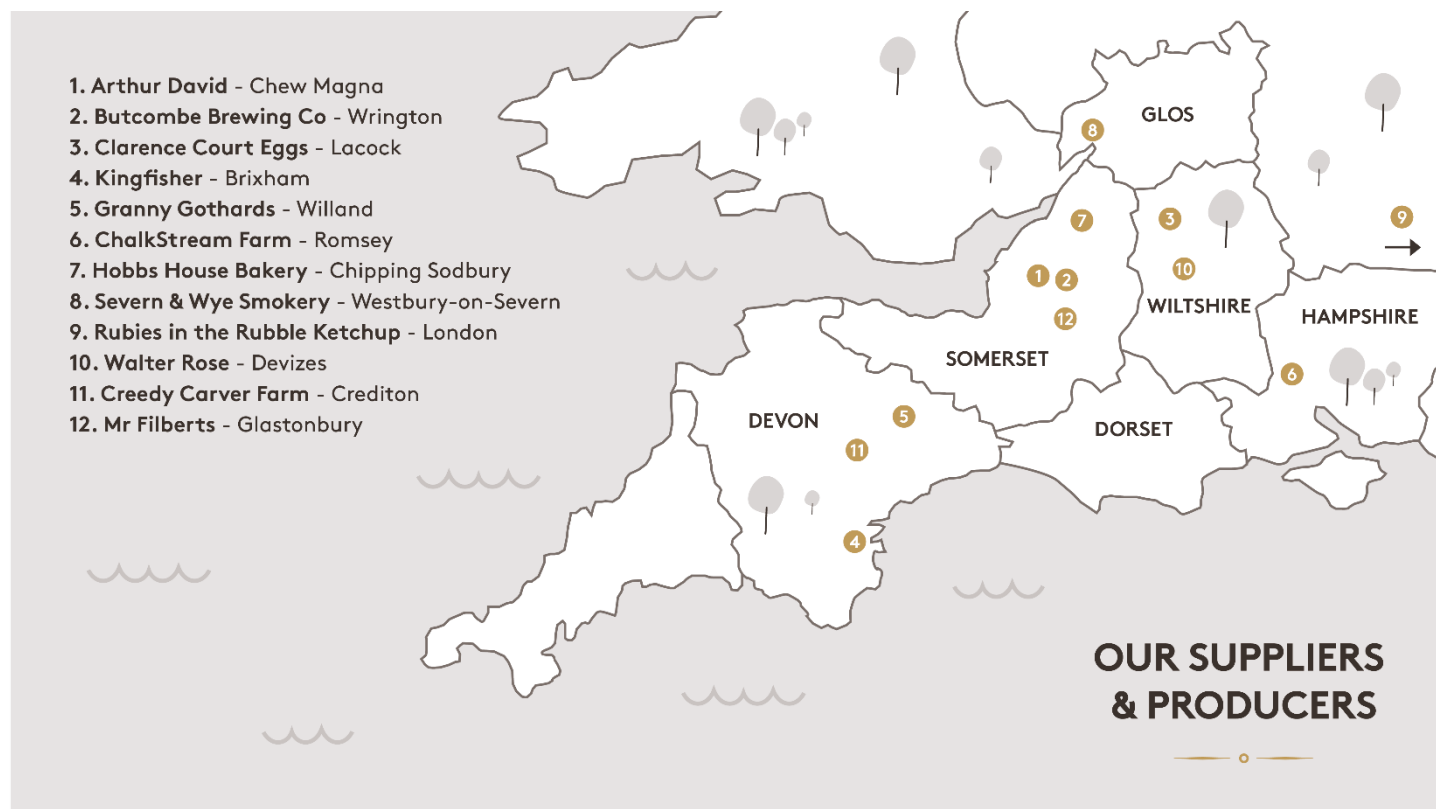 1. Arthur David - Chew Magna
2. Butcombe Brewing Co - Wrington
3. Clarence Court Eggs - Lacock
4. Kingfisher - Brixham
5. Granny Gothards - Willand
6. ChalkStream Farm - Romsey
7. Hobbs House Bakery - Chipping Sodbury
8. Severn & Wye Smokery - Westbury-on-Severn
9. Rubies in the Rubble Ketchup - London
10. Walter Rose - Devizes
11. Creedy Carver Farm - Crediton
12. Mr Filberts - Glastonbury
GLOS
8
9
7
3
10
1
2
12
WILTSHIRE
HAMPSHIRE
SOMERSET
6
DEVON
5
DORSET
11
4
OUR SUPPLIERS
& PRODUCERS